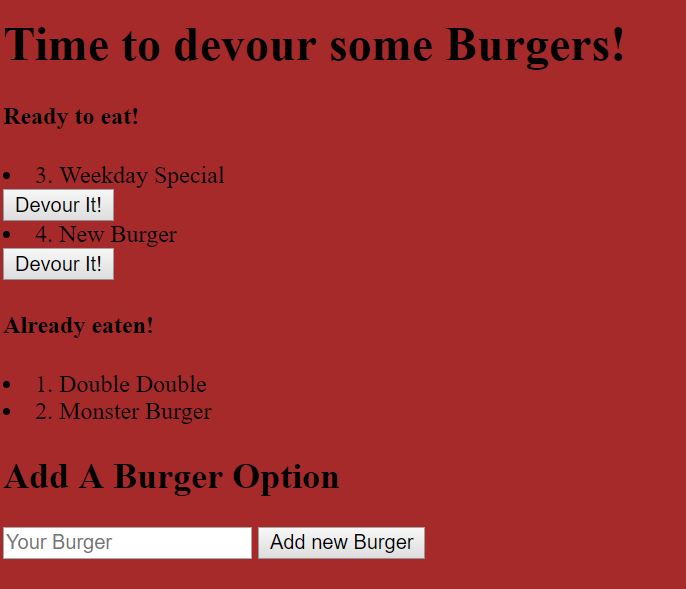 Time to devour some Burgers!
Ready to eat!
3. Weekday Special
Devour It!
4. New Burger
Devour It!
Already eaten!
1. Double Double
2. Monster Burger
Add A Burger Option
Your Burger Add new Burger